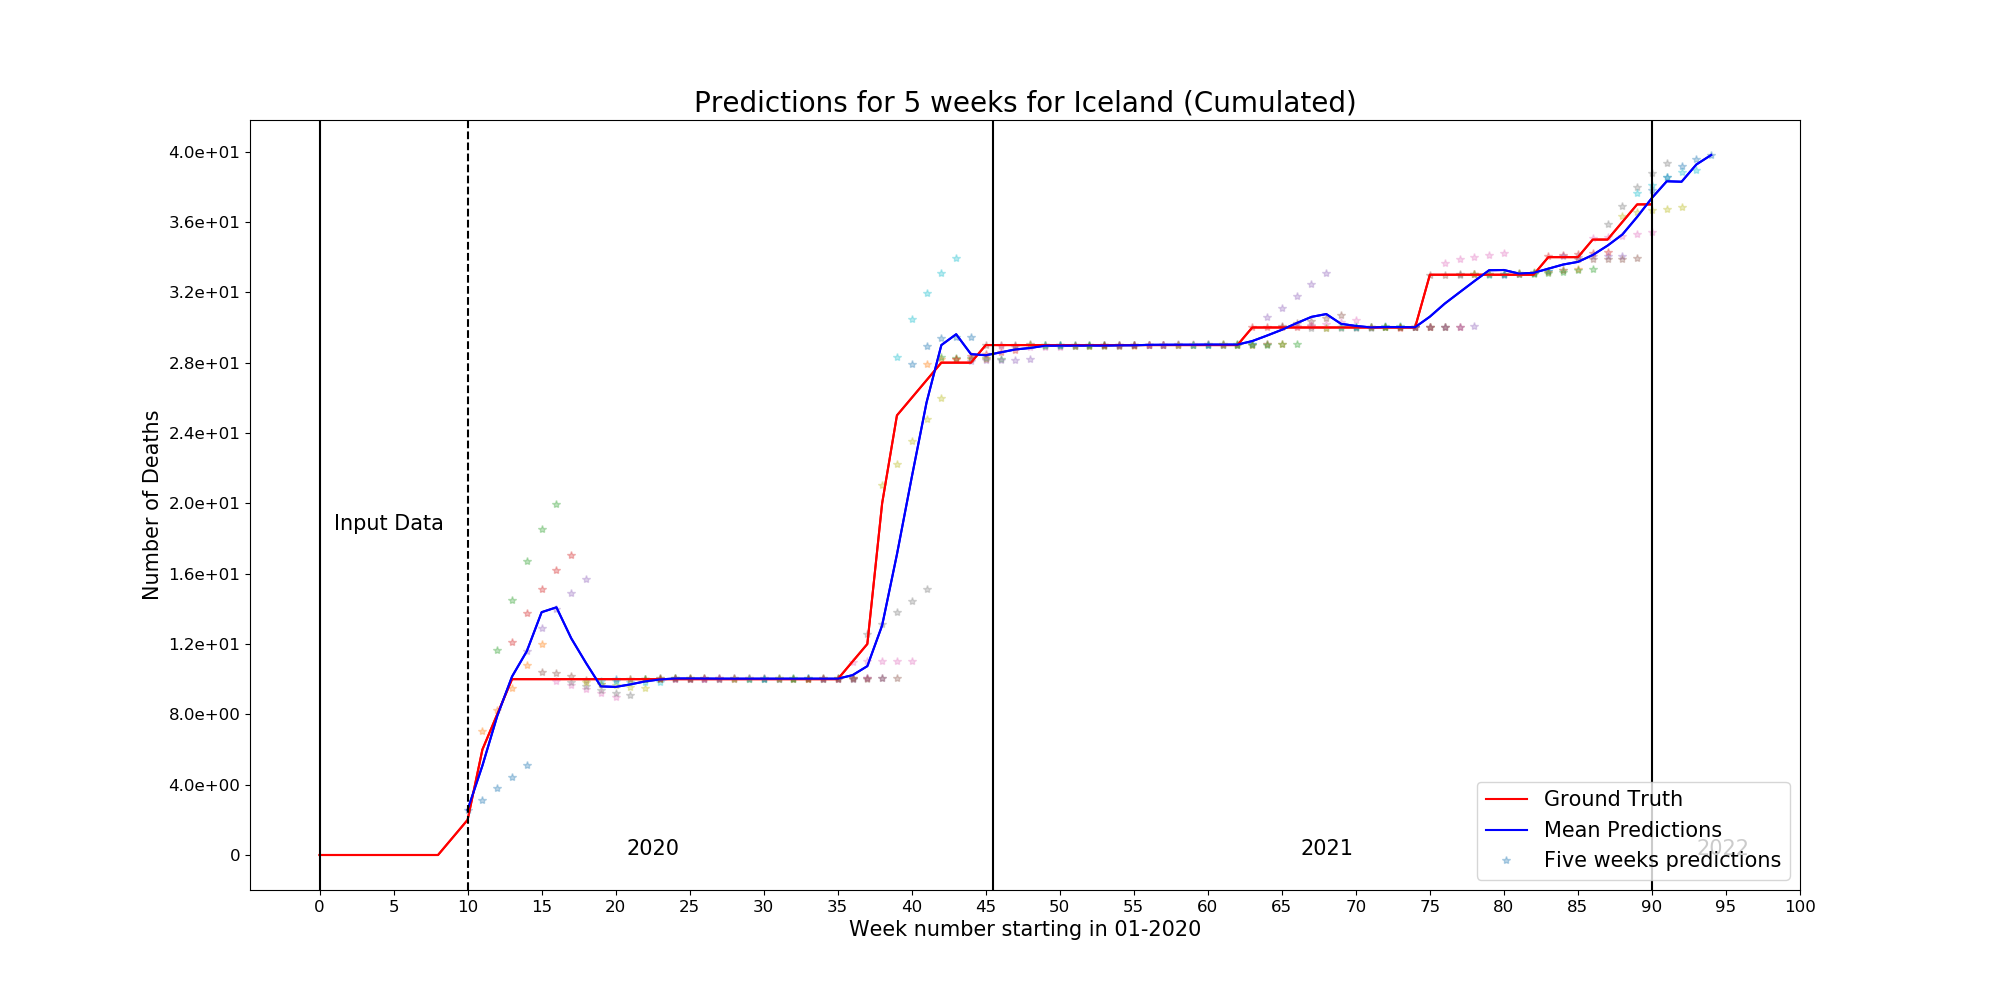 Predictions for 5 weeks for Iceland (Cumulated)
4.0e+01
3.6e+01
3.2e+01
2.8e+01
2.4e+01
2.0e+01
1.6e+01
1.2e+01
8.0e+00
4.0e+00
0
Number of Deaths
Input Data
2020
2021
2022
Ground Truth
Mean Predictions
Five weeks predictions
0 5 10 15 20 25 30 35 40 45 50 55 60 65 70 75 80 85 90 95 100
Week number starting in 01-2020